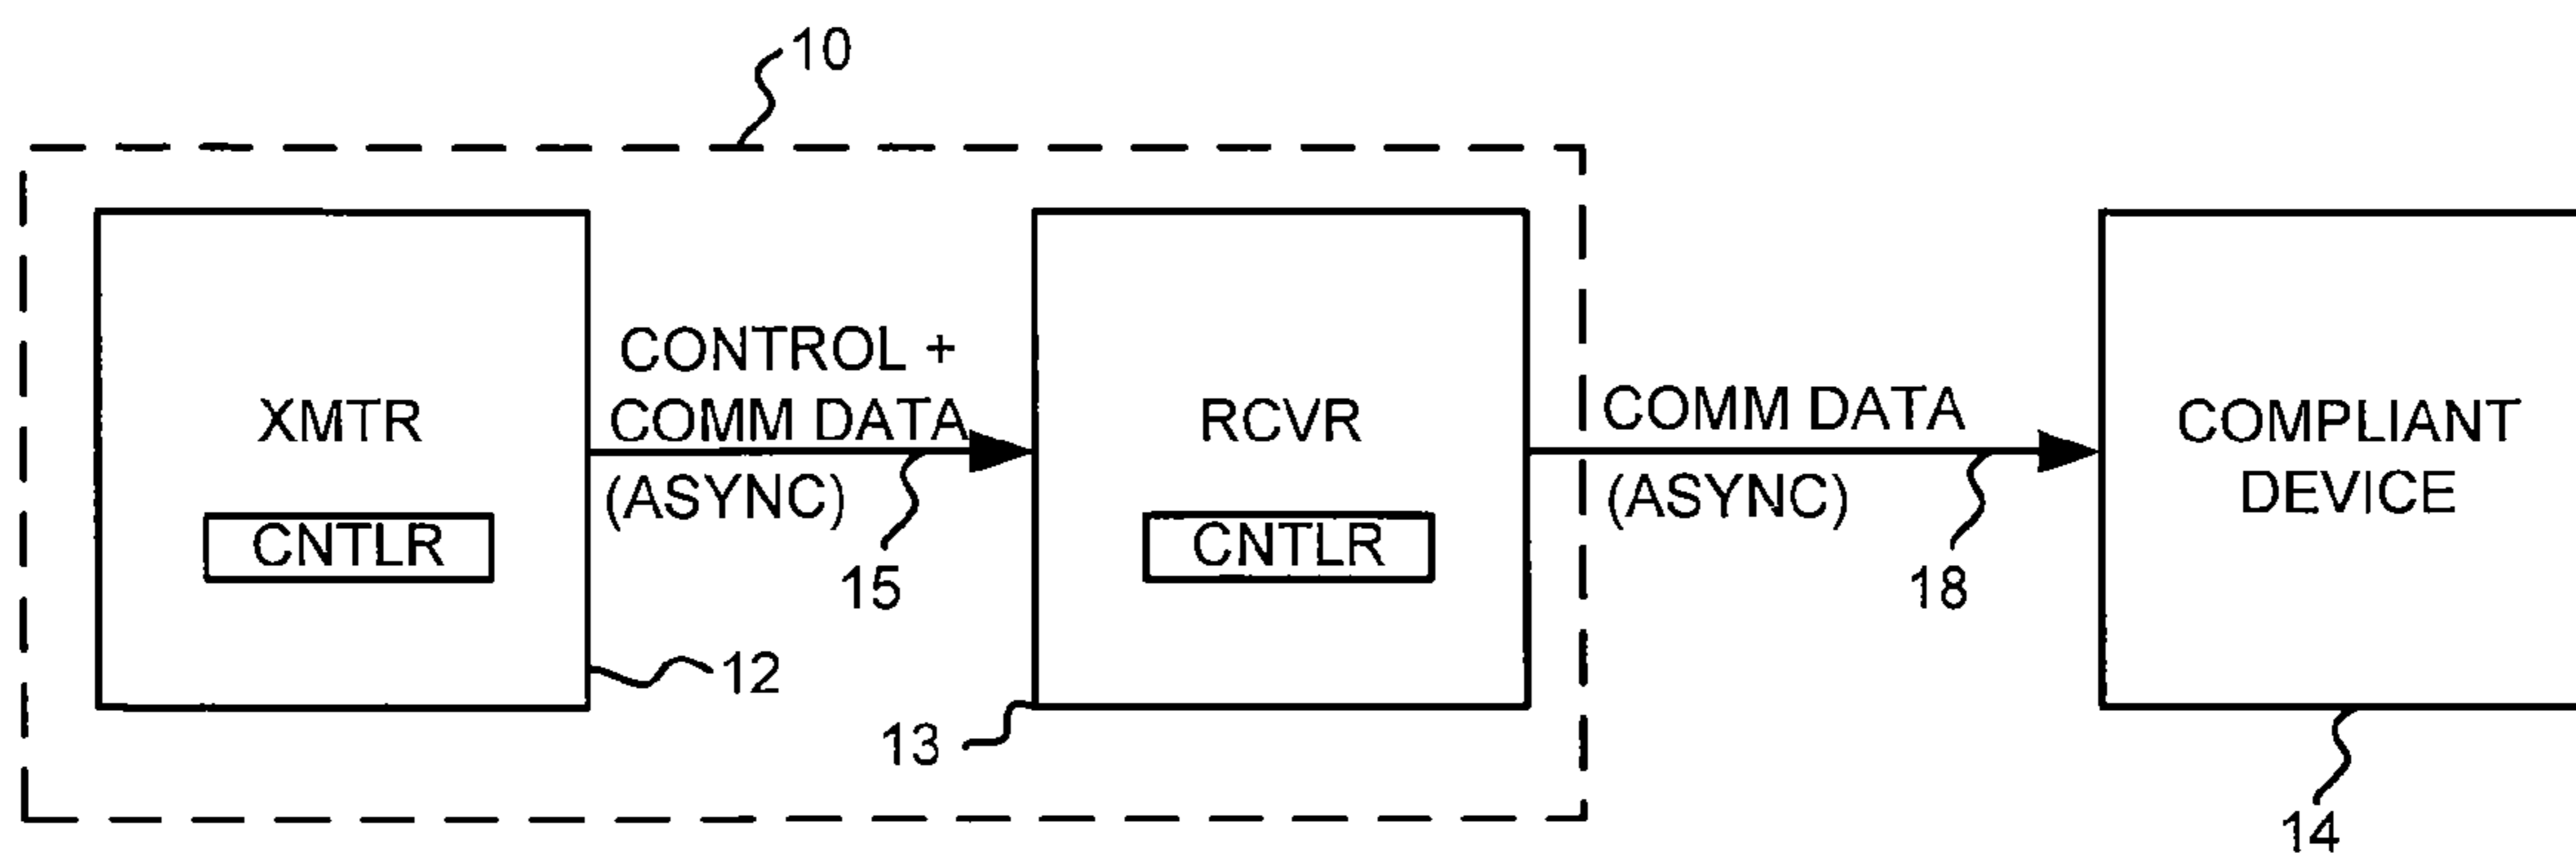 10
XMTR
CNTLR
12
CONTROL +
COMM DATA
(ASYNC)
15
RCVR
CNTLR
13
COMM DATA
(ASYNC)
18
COMPLIANT
DEVICE
14